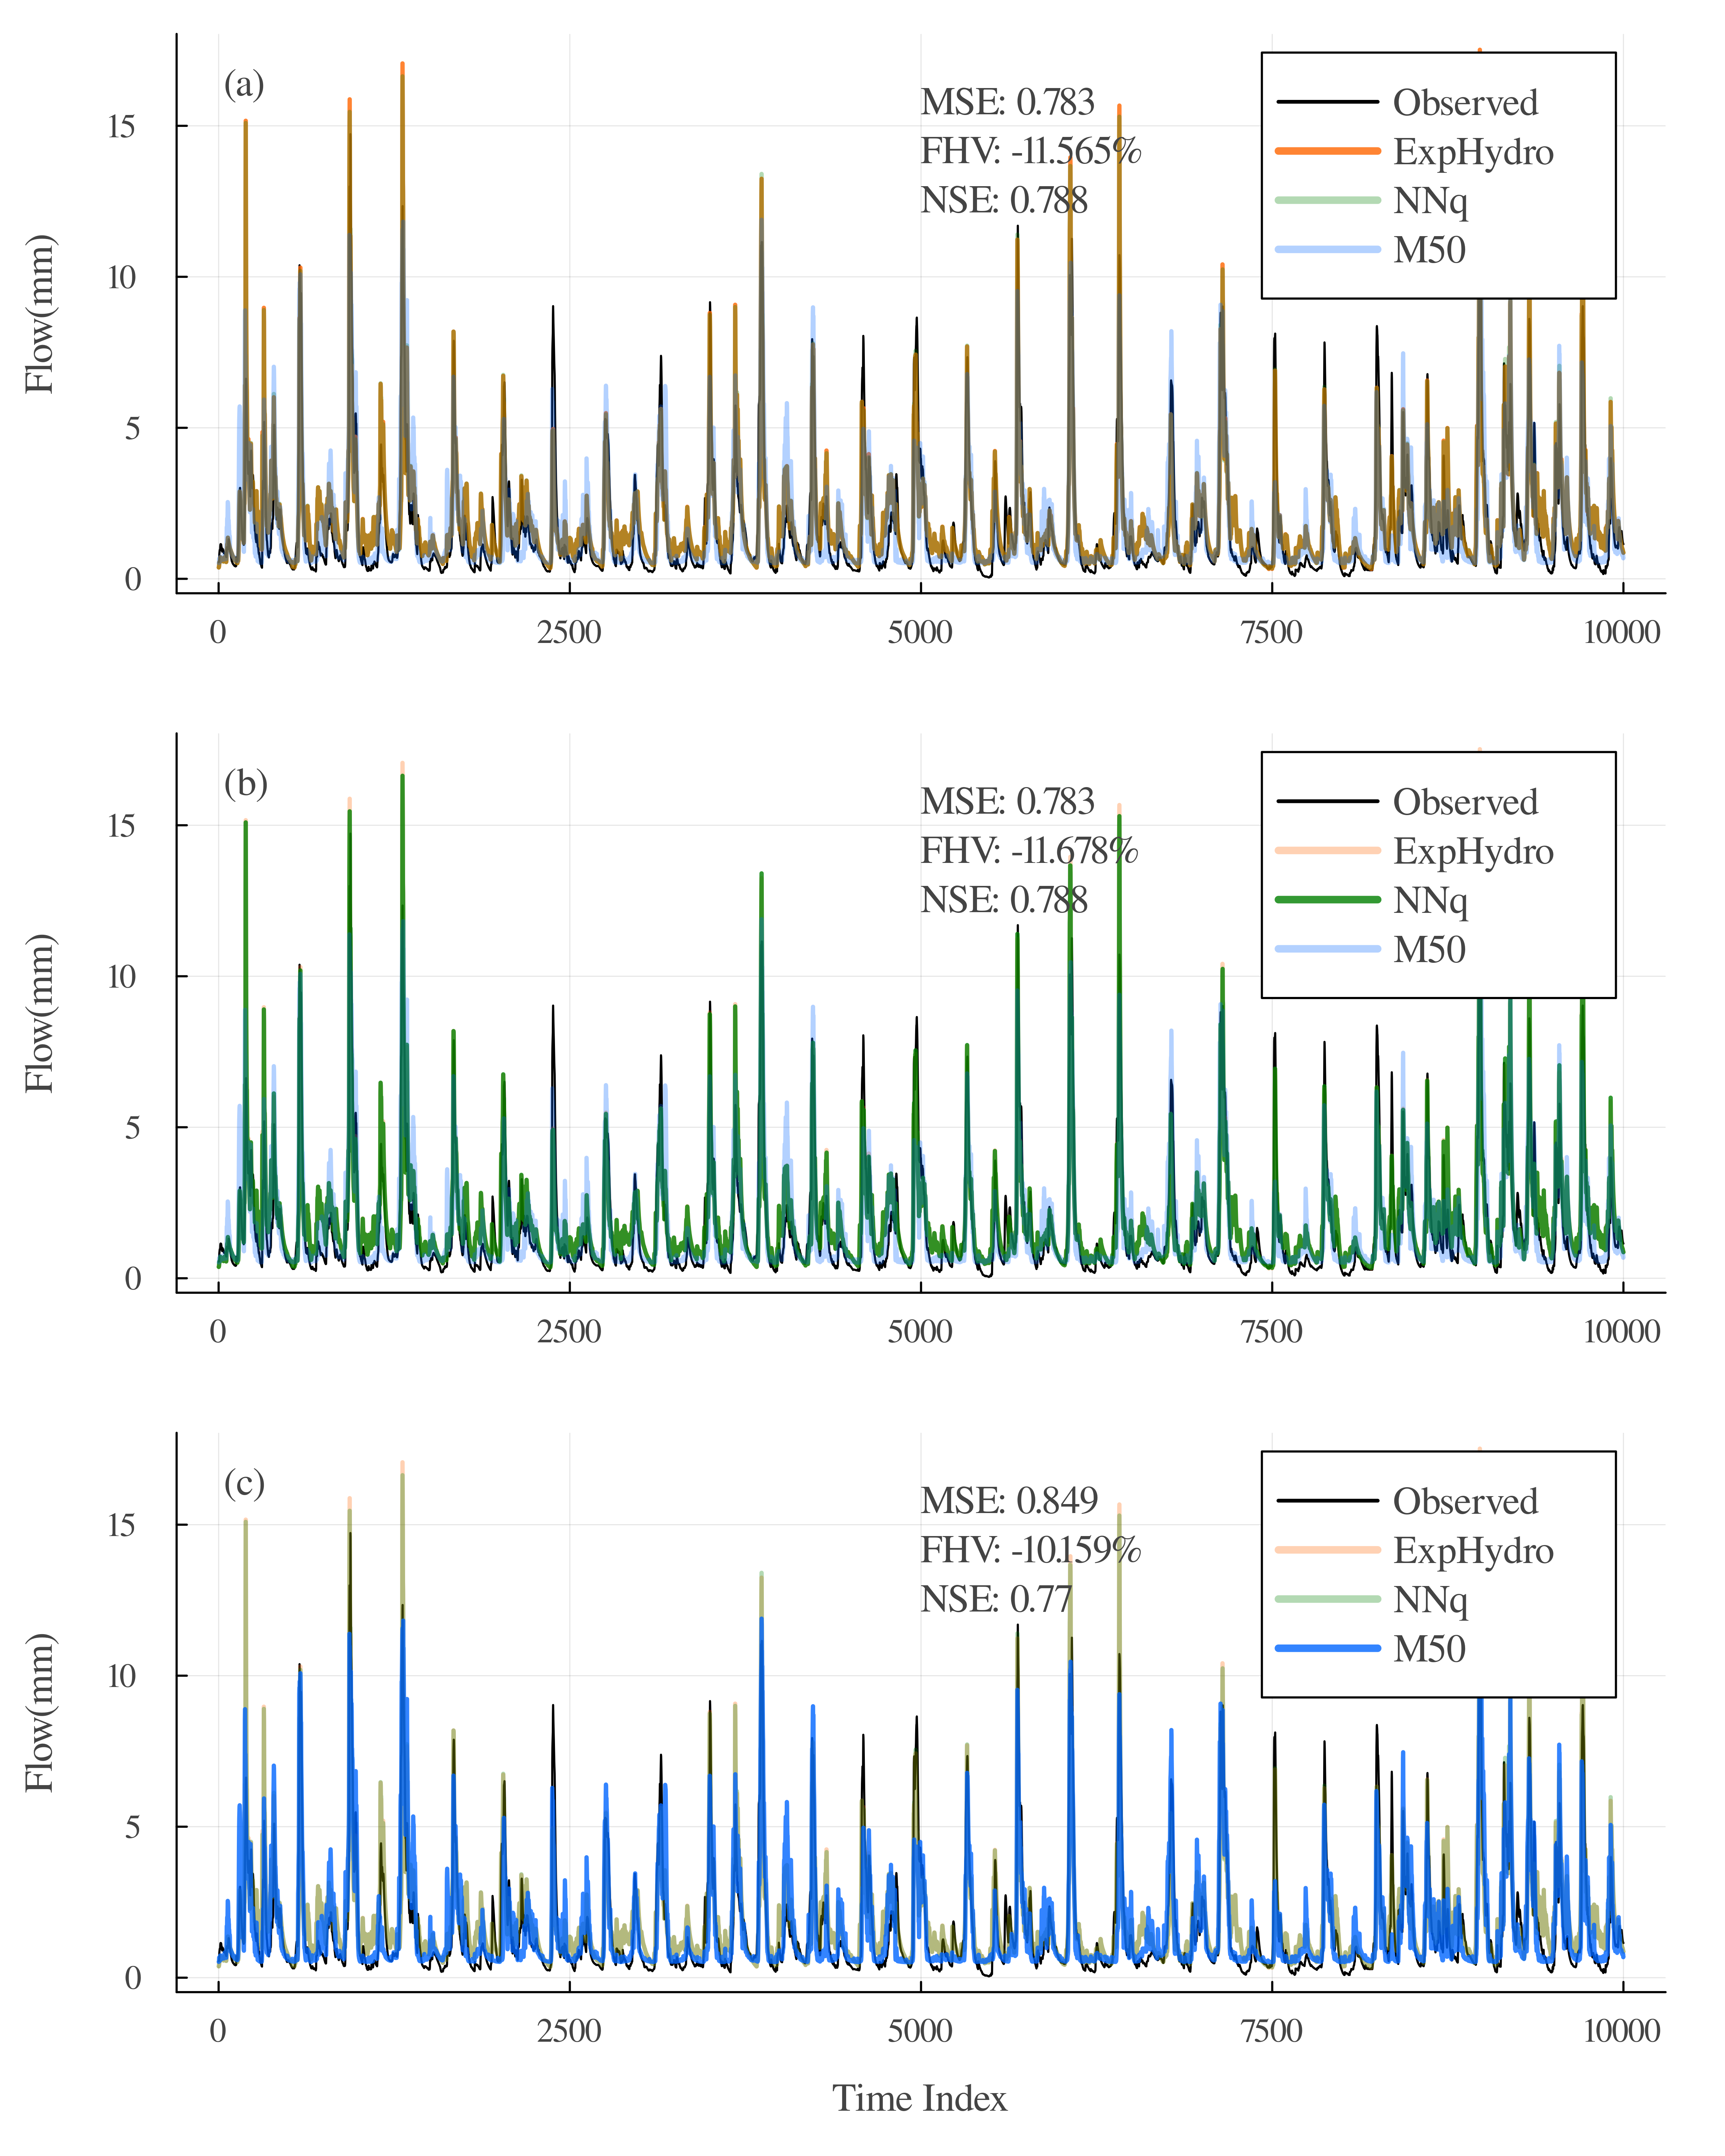 (a)
MSE: 0.783
FHV: -11.565%
NSE: 0.788
Observed
ExpHydro
NNq
M50
Flow(mm)
15
10
5
0
0 2500 5000 7500 10000
(b)
MSE: 0.783
FHV: -11.678%
NSE: 0.788
Observed
ExpHydro
NNq
M50
Flow(mm)
15
10
5
0
0 2500 5000 7500 10000
(c)
MSE: 0.849
FHV: -10.159%
NSE: 0.77
Observed
ExpHydro
NNq
M50
Flow(mm)
15
10
5
0
0 2500 5000 7500 10000
Time Index